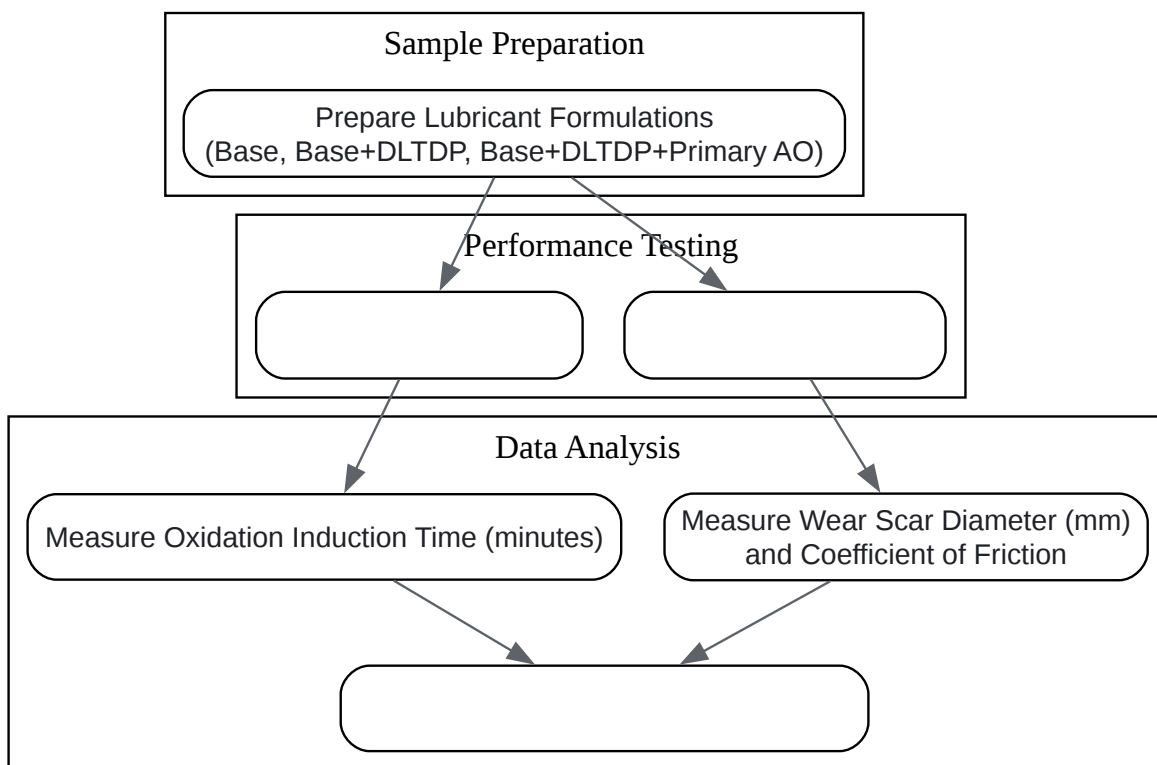 Sample Preparation
Prepare Lubricant Formulations
(Base, Base+DLTDP, Base+DLTDP+Primary AO)
Performance Testing
Data Analysis
Measure Oxidation Induction Time (minutes)
Measure Wear Scar Diameter (mm)
and Coefficient of Friction